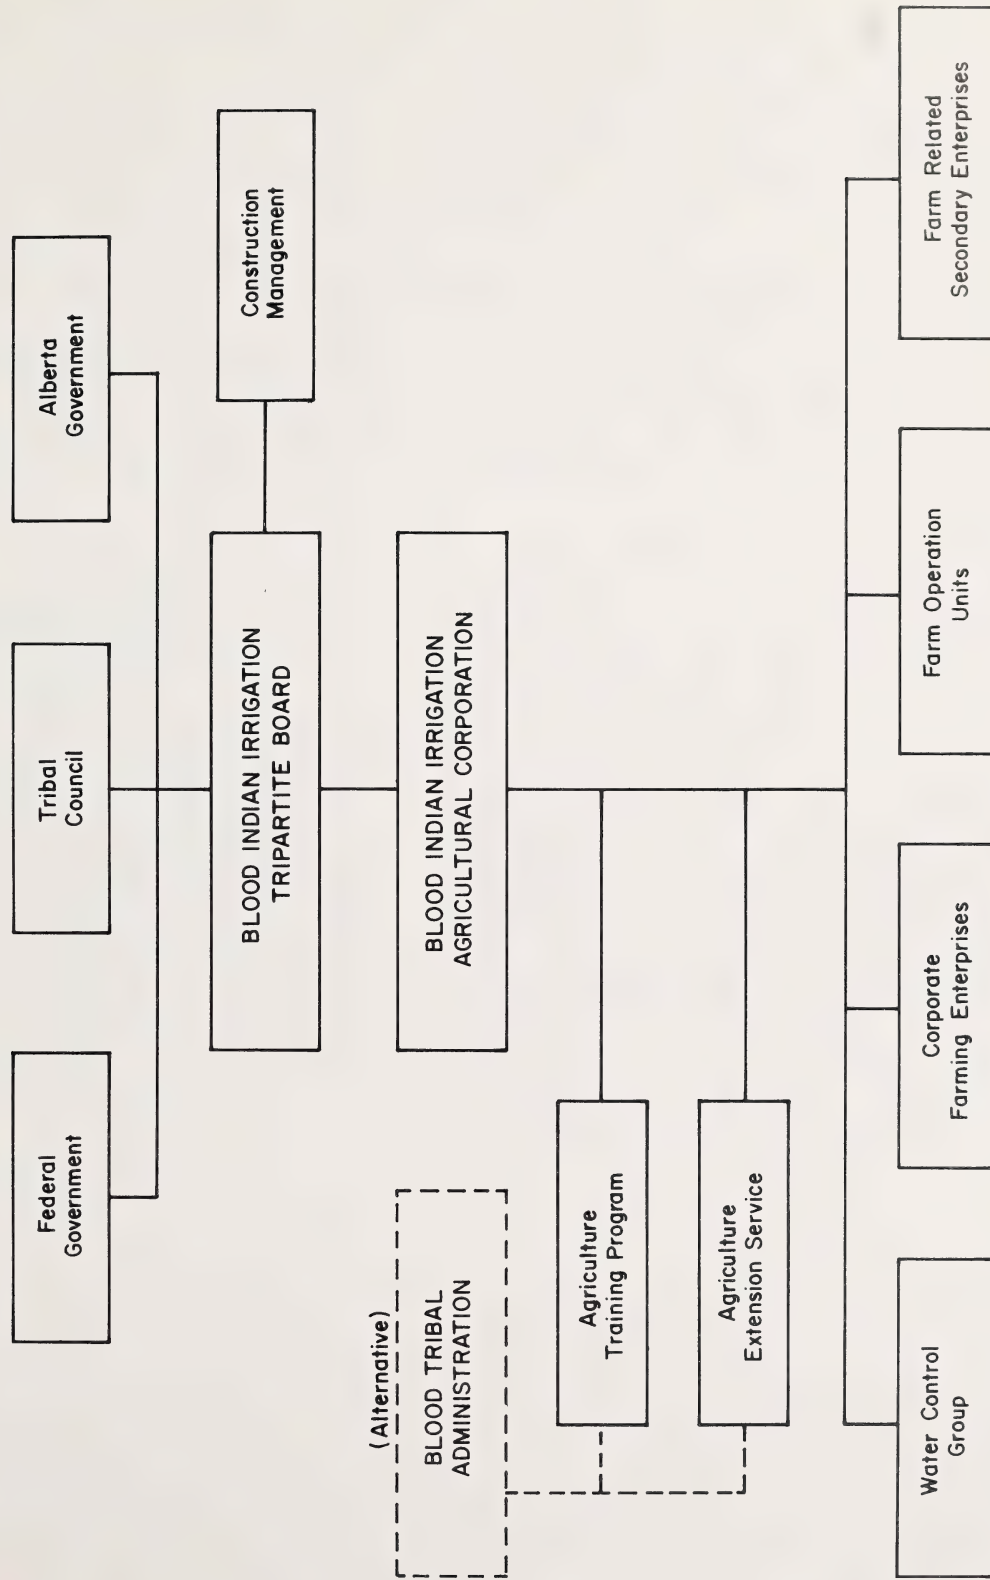 Federal
Government
Tribal
Council
Alberta
Government
BLOOD INDIAN IRRIGATION
TRIPARTITE BOARD
Construction
Management
(Alternative)
BLOOD TRIBAL
ADMINISTRATION
BLOOD INDIAN IRRIGATION
AGRICULTURAL CORPORATION
Agriculture
Training Program
Agriculture
Extension Service
Water Control
Group
Corporate
Farming Enterprises
Farm Operation
Units
Farm Related
Secondary Enterprises